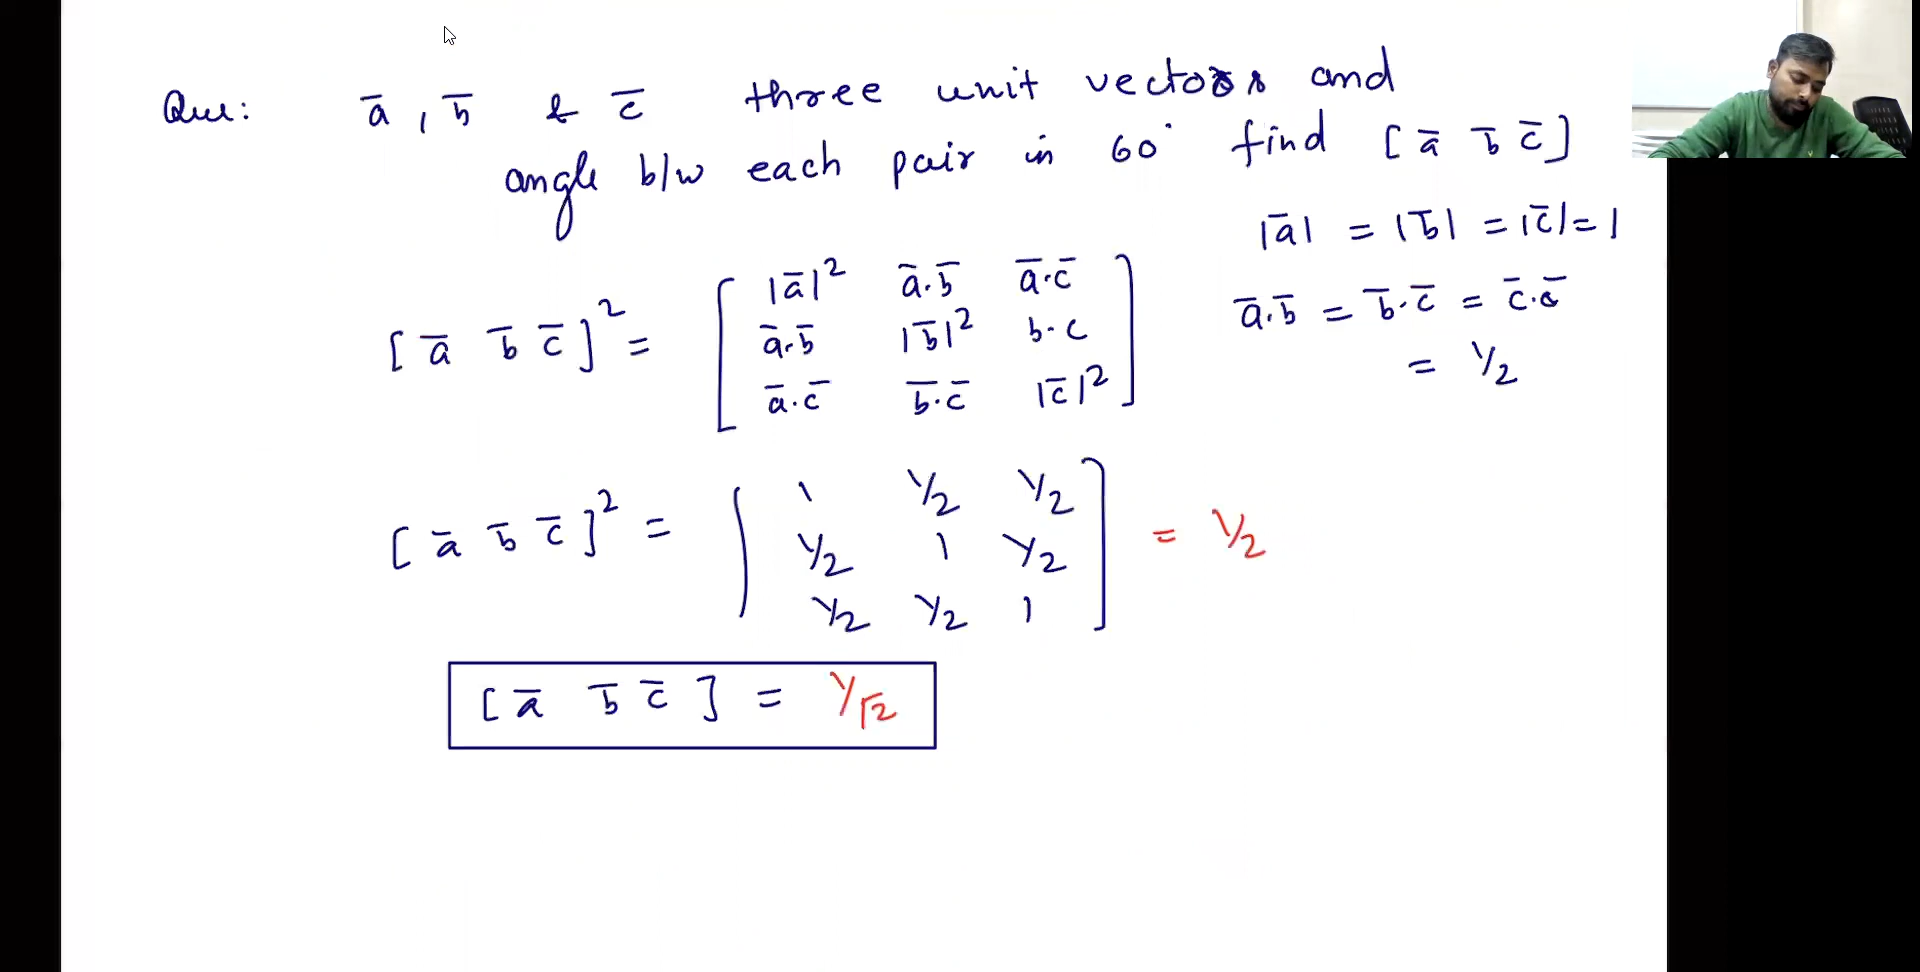 Que: a̅, b̅ & c̅ three unit vectors and
angle b/w each pair in 60° find [a̅ b̅ c̅]
|a̅| = |b̅| = |c̅| = 1
a̅.b̅ = b̅.c̅ = c̅.a̅
= 1/2
[a̅ b̅ c̅]² = [ |a̅|² a̅.b̅ a̅.c̅
a̅.b̅ |b̅|² b.c
a̅.c̅ b̅.c̅ |c̅|² ]
[a̅ b̅ c̅]² = [ 1 1/2 1/2
1/2 1 1/2
1/2 1/2 1 ] = 1/2
[a̅ b̅ c̅] = 1/√2